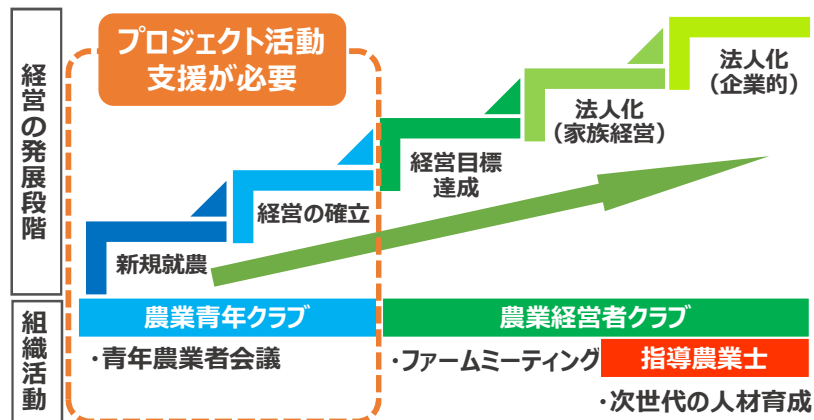 経営の発展段階
プロジェクト活動
支援が必要
新規就農
経営の確立
経営目標
達成
法人化
（家族経営）
法人化
（企業的）
組織活動
農業青年クラブ
農業経営者クラブ
・青年農業者会議
・ファームミーティング
指導農業士
・次世代の人材育成